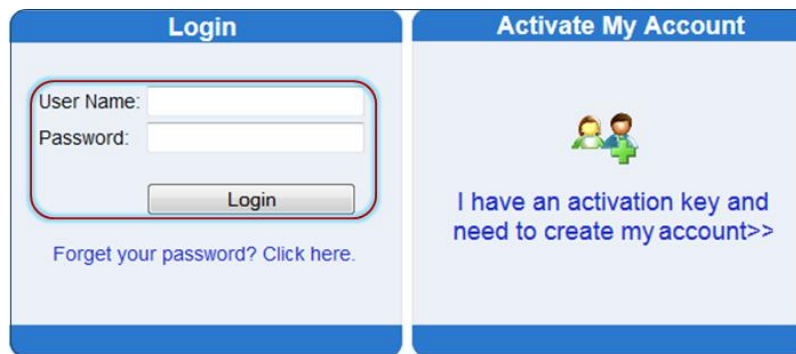 Login
User Name:
Password:
Login
Forget your password? Click here.
Activate My Account
I have an activation key and
need to create my account>>